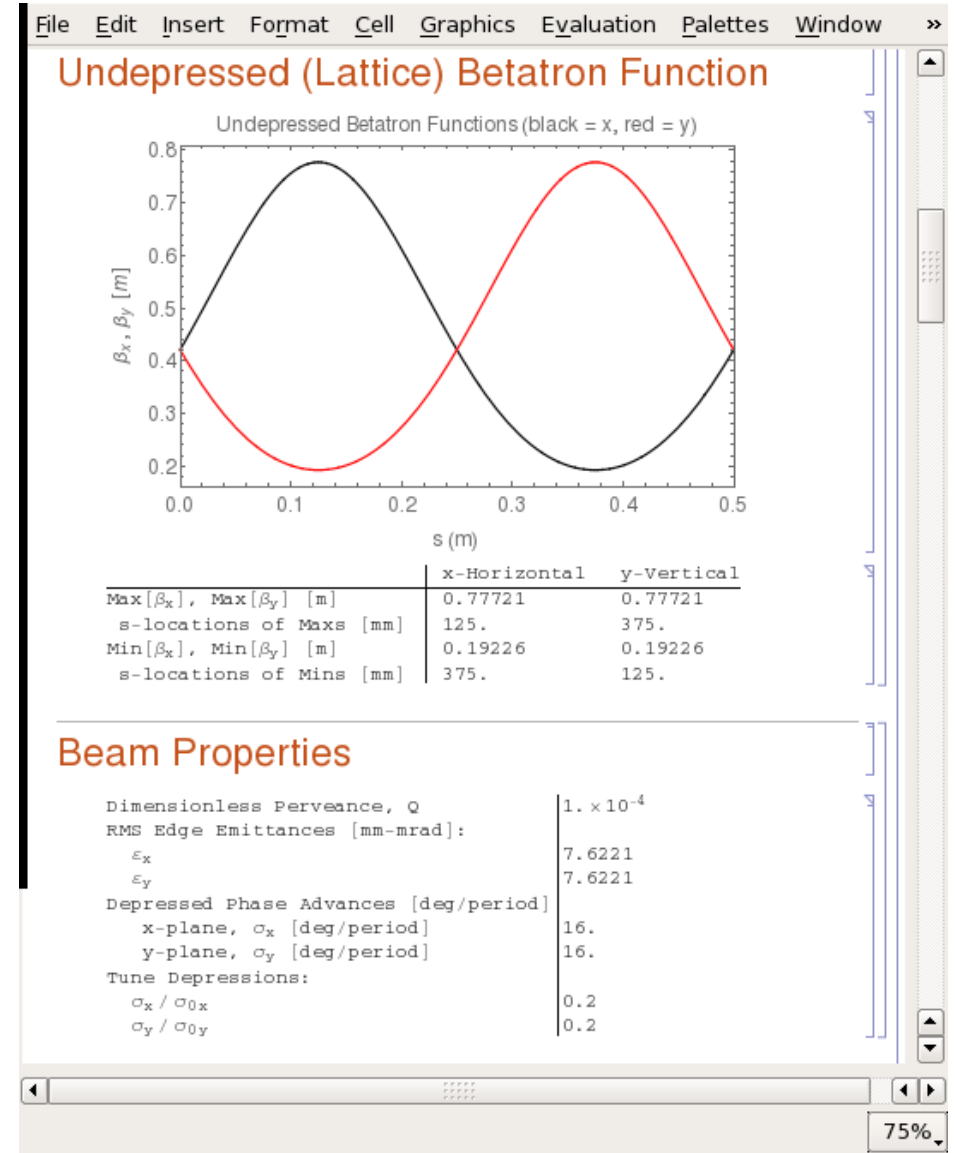 File Edit Insert Format Cell Graphics Evaluation Palettes Window »
Undepressed (Lattice) Betatron Function
Undepressed Betatron Functions (black = x, red = y)
0.8
0.7
0.6
0.5
0.4
0.3
0.2
βx, βy [m]
0.0 0.1 0.2 0.3 0.4 0.5
s (m)
x-Horizontal y-Vertical
Max[βx], Max[βy] [m] 0.77721 0.77721
s-locations of Maxs [mm] 125. 375.
Min[βx], Min[βy] [m] 0.19226 0.19226
s-locations of Mins [mm] 375. 125.
Beam Properties
Dimensionless Perveance, Q 1. × 10⁻⁴
RMS Edge Emittances [mm-mrad]:
εx 7.6221
εy 7.6221
Depressed Phase Advances [deg/period]
x-plane, σx [deg/period] 16.
y-plane, σy [deg/period] 16.
Tune Depressions:
σx / σ0x 0.2
σy / σ0y 0.2
75%